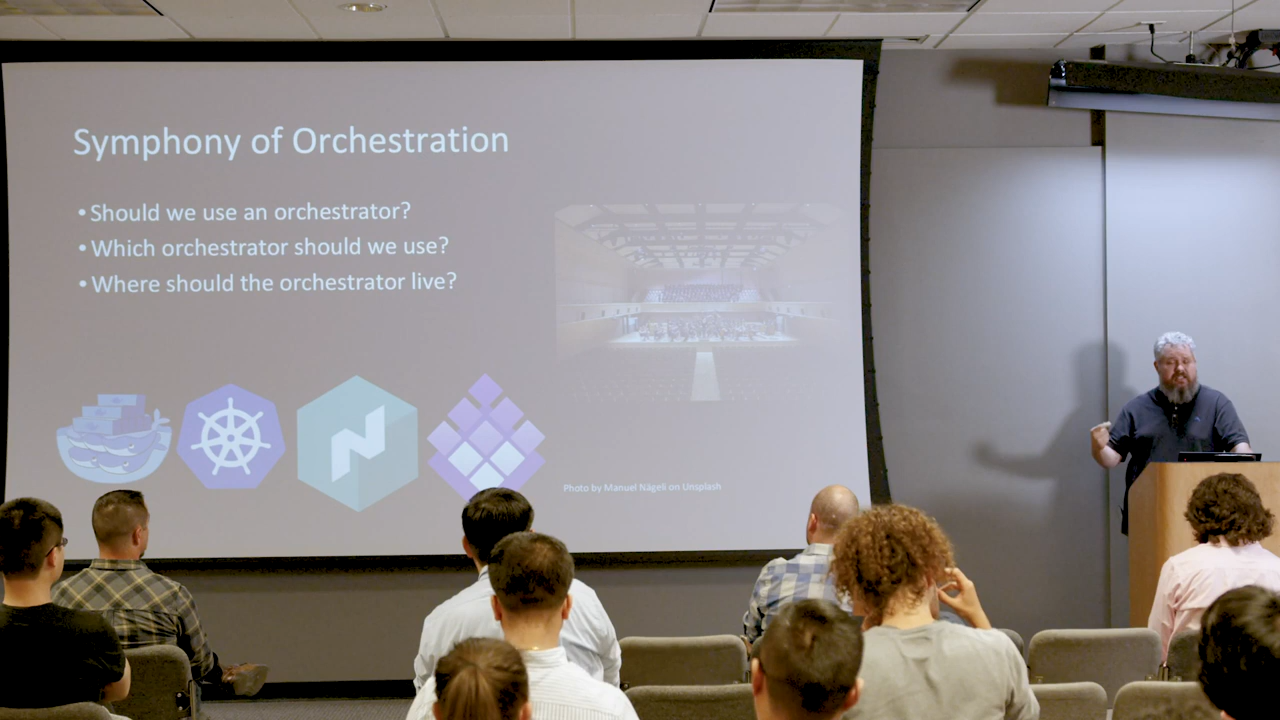 Symphony of Orchestration
• Should we use an orchestrator?
• Which orchestrator should we use?
• Where should the orchestrator live?
Photo by Manuel Nägeli on Unsplash